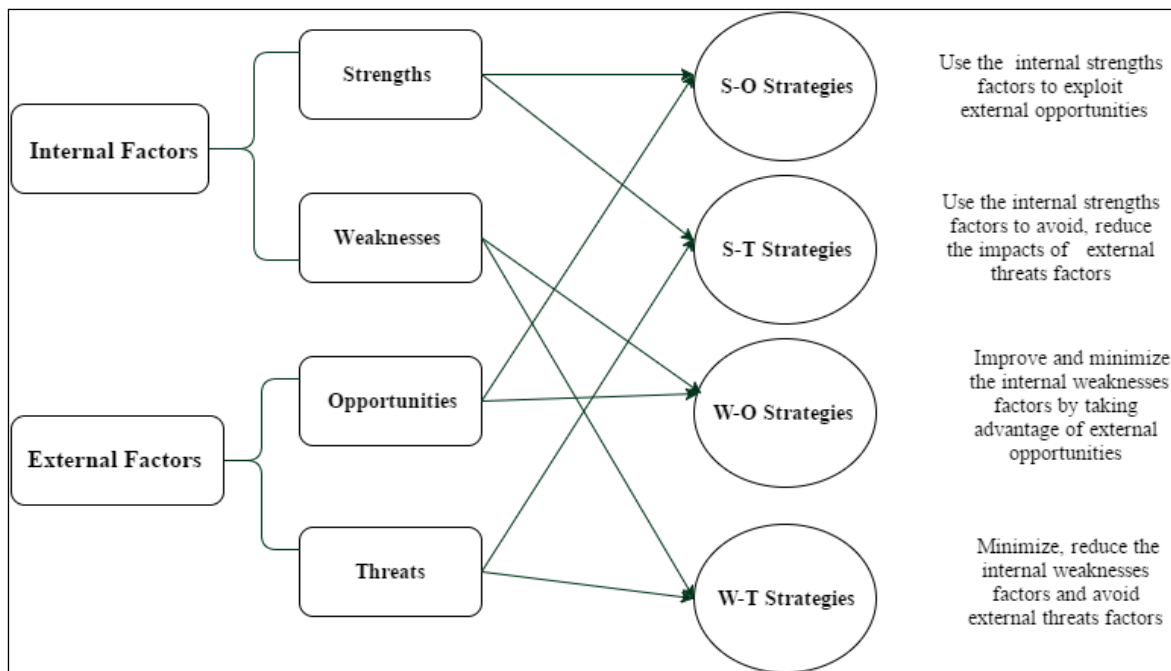 Internal Factors
External Factors
Strengths
Weaknesses
Opportunities
Threats
S-O Strategies
S-T Strategies
W-O Strategies
W-T Strategies
Use the internal strengths
factors to exploit
external opportunities
Use the internal strengths
factors to avoid, reduce
the impacts of external
threats factors
Improve and minimize
the internal weaknesses
factors by taking
advantage of external
opportunities
Minimize, reduce the
internal weaknesses
factors and avoid
external threats factors